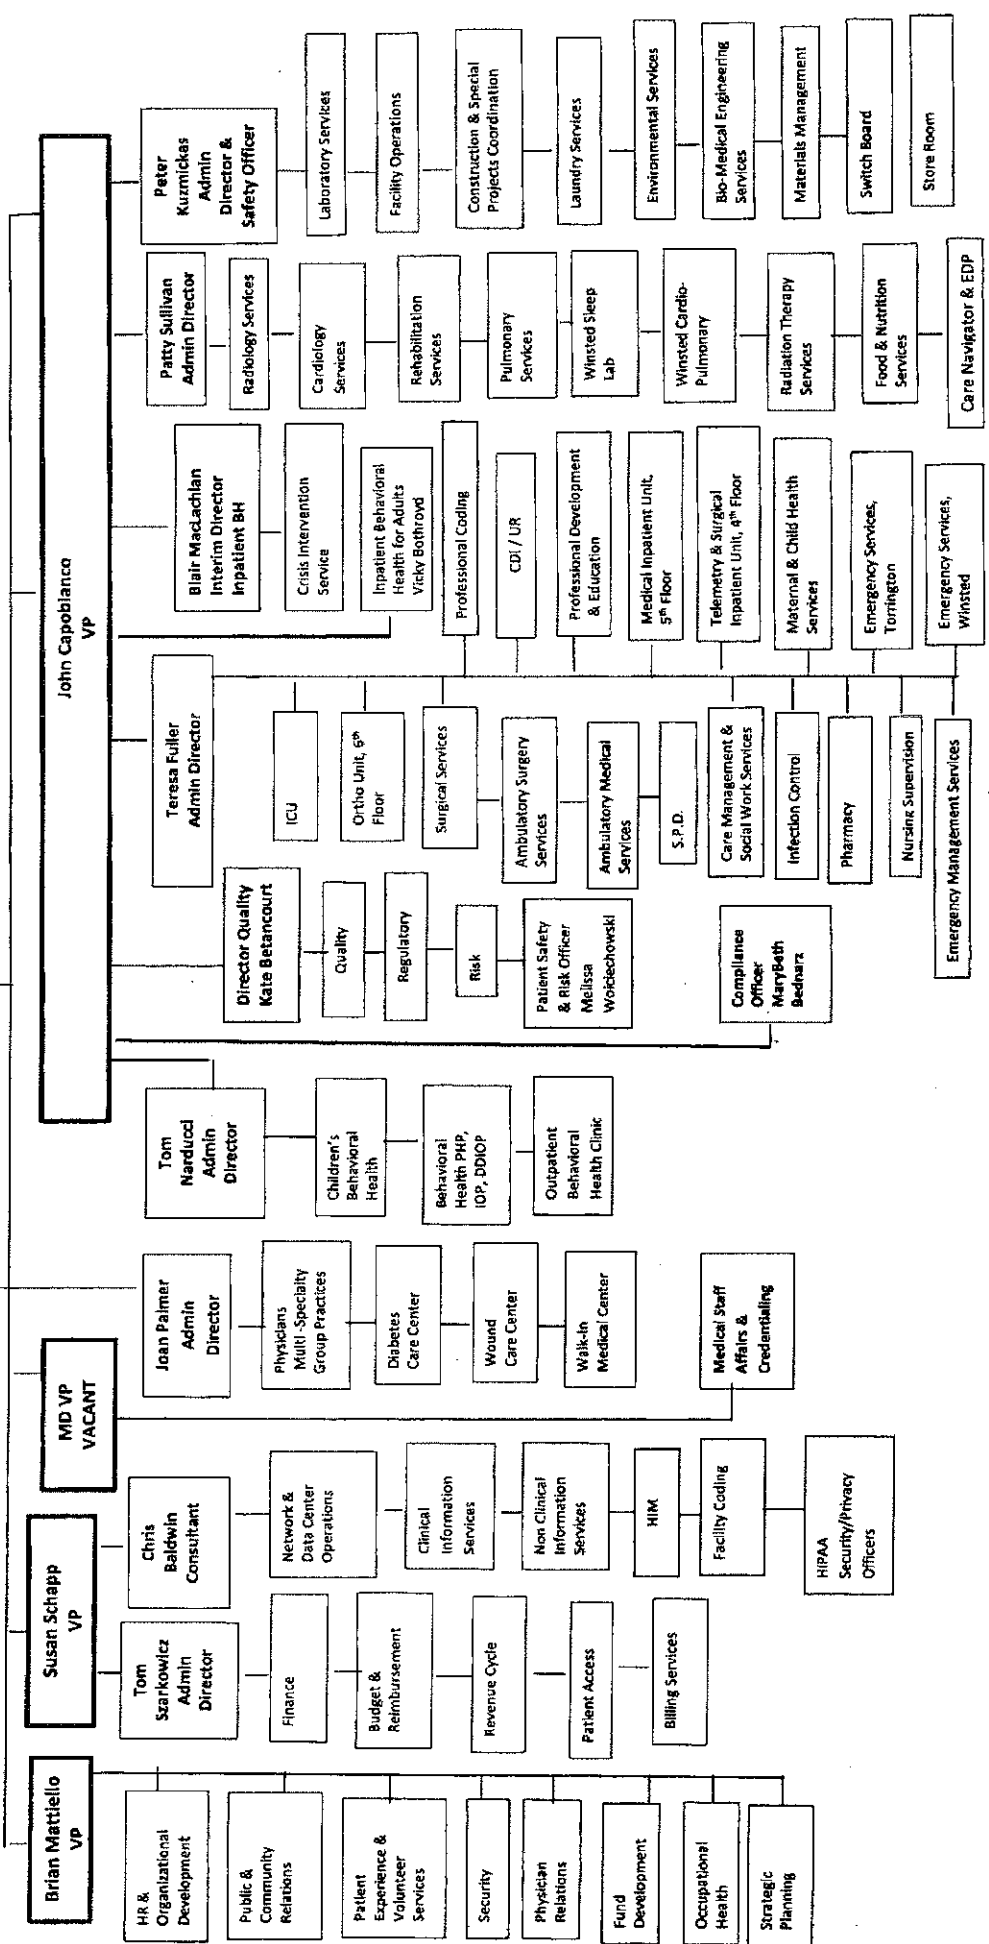 Brian Mattiello
VP
HR &
Organizational
Development
Public &
Community
Relations
Patient
Experience &
Volunteer
Services
Security
Physician
Relations
Fund
Development
Occupational
Health
Strategic
Planning
Susan Schapp
VP
Tom
Szarkowicz
Admin
Director
Finance
Budget &
Reimbursement
Revenue Cycle
Patient Access
Billing Services
Chris
Baldwin
Consultant
Network &
Data Center
Operations
Clinical
Information
Services
Non Clinical
Information
Services
HIM
Facility Coding
HIPAA
Security/Privacy
Officers
MD VP
VACANT
Medical Staff
Affairs &
Credentialing
Joan Palmer
Admin
Director
Physicians
Multi-Specialty
Group Practices
Diabetes
Care Center
Wound
Care Center
Walk-In
Medical Center
John Capobianco
VP
Tom
Narducci
Admin
Director
Children's
Behavioral
Health
Behavioral
Health PHP,
IOP, DDIOP
Outpatient
Behavioral
Health Clinic
Compliance
Officer
MaryBeth
Bednarz
Director Quality
Kate Betancourt
Quality
Regulatory
Risk
Patient Safety
& Risk Officer
Melissa
Woiciechowski
Teresa Fuller
Admin Director
ICU
Ortho Unit, 6th
Floor
Surgical Services
Ambulatory Surgery
Services
Ambulatory Medical
Services
S.P.D.
Care Management &
Social Work Services
Infection Control
Pharmacy
Nursing Supervision
Emergency Management Services
Professional Coding
CDI / UR
Professional Development
& Education
Medical Inpatient Unit,
5th Floor
Telemetry & Surgical
Inpatient Unit, 4th Floor
Maternal & Child Health
Services
Emergency Services,
Torrington
Emergency Services,
Winsted
Blair MacLachlan
Interim Director
Inpatient BH
Crisis Intervention
Service
Inpatient Behavioral
Health for Adults
Vicky Bothroyd
Patty Sullivan
Admin Director
Radiology Services
Cardiology
Services
Rehabilitation
Services
Pulmonary
Services
Winsted Sleep
Lab
Winsted Cardio-
Pulmonary
Radiation Therapy
Services
Food & Nutrition
Services
Care Navigator & EDP
Peter
Kuzmickas
Admin
Director &
Safety Officer
Laboratory Services
Facility Operations
Construction & Special
Projects Coordination
Laundry Services
Environmental Services
Bio-Medical Engineering
Services
Materials Management
Switch Board
Store Room